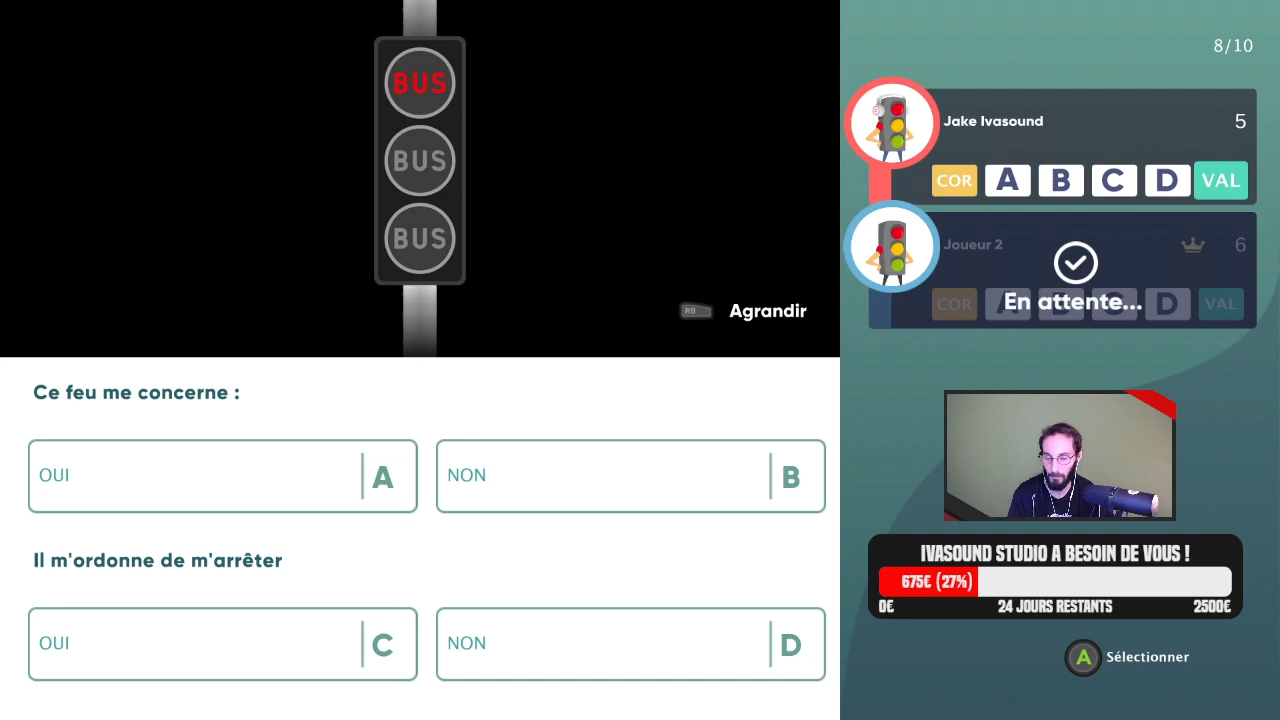 BUS
BUS
BUS
RB Agrandir
Ce feu me concerne :
OUI A
NON B
Il m'ordonne de m'arrêter
OUI C
NON D
8/10
Jake Ivasound 5
COR A B C D VAL
Joueur 2 6
En attente...
COR A B C D VAL
IVASOUND STUDIO A BESOIN DE VOUS !
675€ (27%)
0€ 24 JOURS RESTANTS 2500€
A Sélectionner